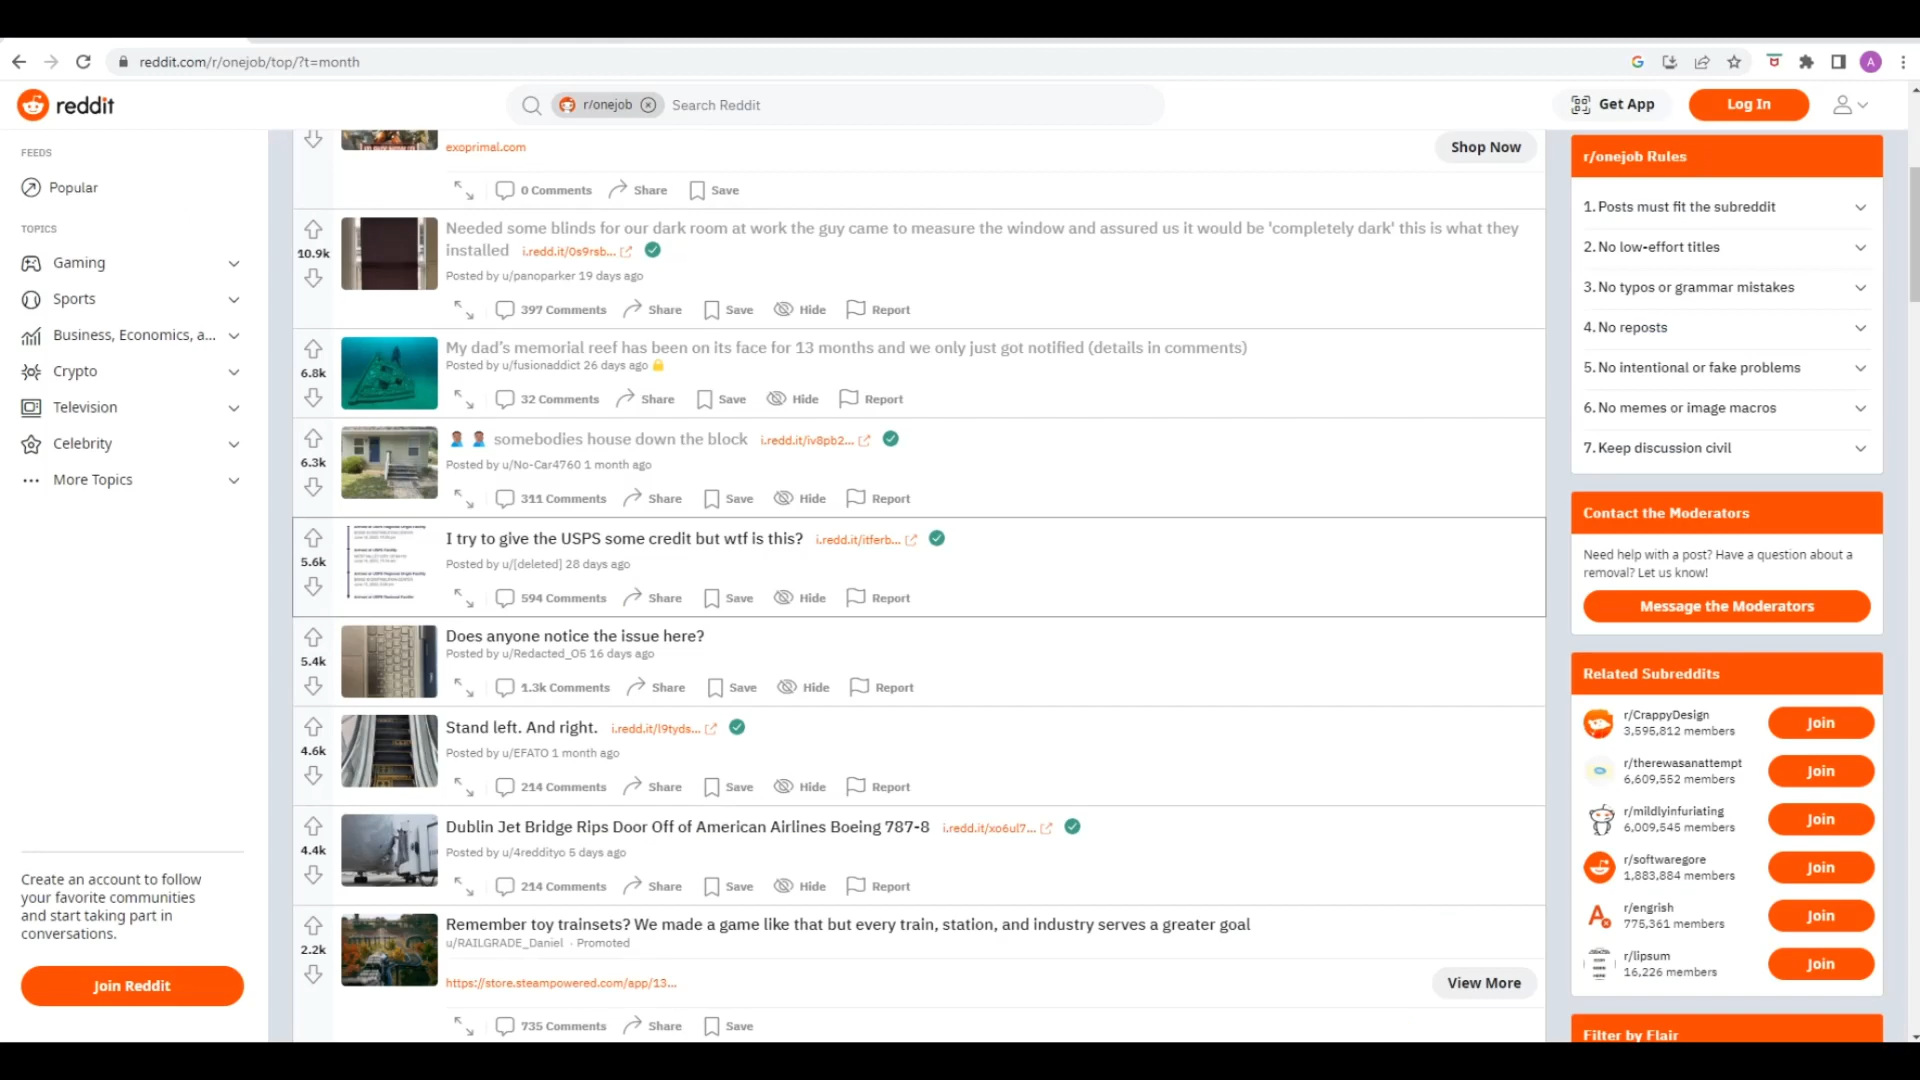 reddit.com/r/onejob/top/?t=month
A
reddit
r/onejob
Search Reddit
Get App
Log In
FEEDS
Popular
TOPICS
Gaming
Sports
Business, Economics, a...
Crypto
Television
Celebrity
More Topics
Create an account to follow
your favorite communities
and start taking part in
conversations.
Join Reddit
exoprimal.com
Shop Now
0 Comments Share Save
10.9k
Needed some blinds for our dark room at work the guy came to measure the window and assured us it would be 'completely dark' this is what they
installed i.redd.it/0s9rsb...
Posted by u/panoparker 19 days ago
397 Comments Share Save Hide Report
6.8k
My dad’s memorial reef has been on its face for 13 months and we only just got notified (details in comments)
Posted by u/fusionaddict 26 days ago
32 Comments Share Save Hide Report
6.3k
somebodies house down the block i.redd.it/iv8pb2...
Posted by u/No-Car4760 1 month ago
311 Comments Share Save Hide Report
5.6k
I try to give the USPS some credit but wtf is this? i.redd.it/itferb...
Posted by u/[deleted] 28 days ago
594 Comments Share Save Hide Report
5.4k
Does anyone notice the issue here?
Posted by u/Redacted_05 16 days ago
1.3k Comments Share Save Hide Report
4.6k
Stand left. And right. i.redd.it/l9tyds...
Posted by u/EFATO 1 month ago
214 Comments Share Save Hide Report
4.4k
Dublin Jet Bridge Rips Door Off of American Airlines Boeing 787-8 i.redd.it/xo6ul7...
Posted by u/4reddityo 5 days ago
214 Comments Share Save Hide Report
2.2k
Remember toy trainsets? We made a game like that but every train, station, and industry serves a greater goal
u/RAILGRADE_Daniel · Promoted
https://store.steampowered.com/app/13...
View More
735 Comments Share Save
r/onejob Rules
1. Posts must fit the subreddit
2. No low-effort titles
3. No typos or grammar mistakes
4. No reposts
5. No intentional or fake problems
6. No memes or image macros
7. Keep discussion civil
Contact the Moderators
Need help with a post? Have a question about a
removal? Let us know!
Message the Moderators
Related Subreddits
r/CrappyDesign
3,595,812 members
Join
r/therewasanattempt
6,609,552 members
Join
r/mildlyinfuriating
6,009,545 members
Join
r/softwaregore
1,883,884 members
Join
r/engrish
775,361 members
Join
r/lipsum
16,226 members
Join
Filter by Flair